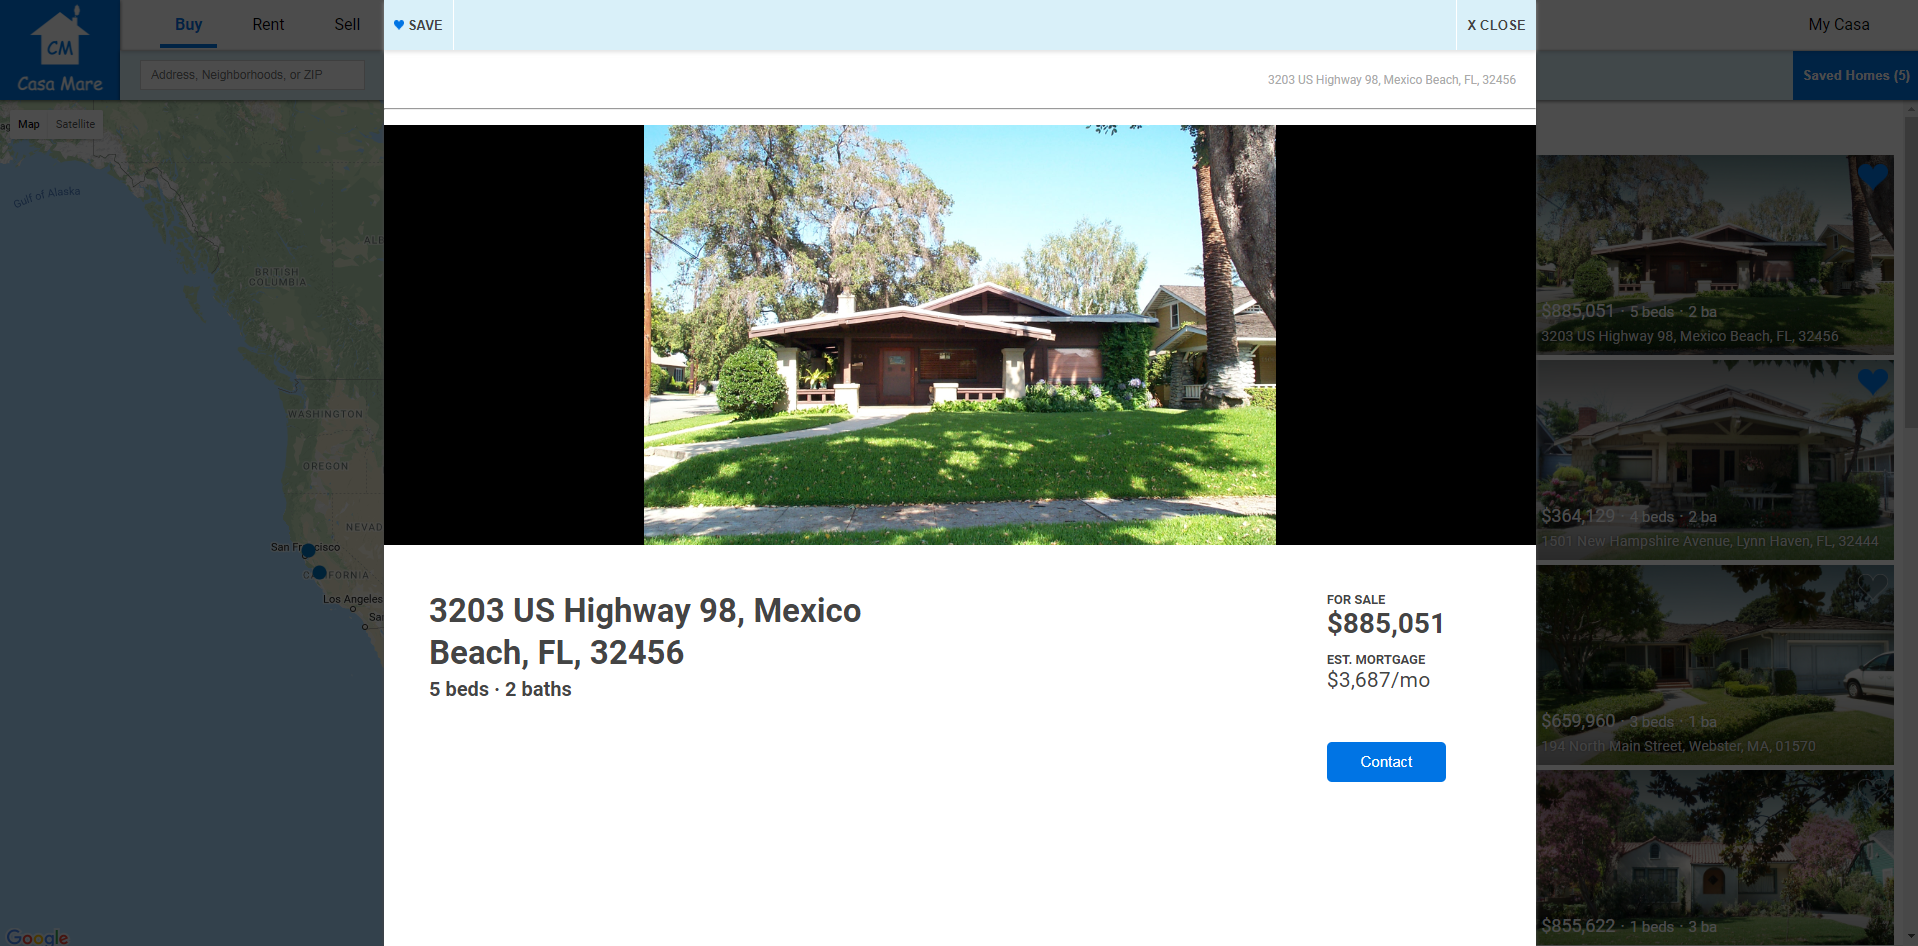 CM
Casa Mare
Buy
Rent
Sell
Address, Neighborhoods, or ZIP
SAVE
X CLOSE
My Casa
Saved Homes (5)
3203 US Highway 98, Mexico Beach, FL, 32456
Map
Satellite
Gulf of Alaska
BRITISH
COLUMBIA
WASHINGTON
OREGON
San Francisco
Los Angeles
Google
3203 US Highway 98, Mexico
Beach, FL, 32456
5 beds · 2 baths
FOR SALE
$885,051
EST. MORTGAGE
$3,687/mo
Contact
$885,051 · 5 beds · 2 ba
3203 US Highway 98, Mexico Beach, FL, 32456
$364,129 · 4 beds · 2 ba
1501 New Hampshire Avenue, Lynn Haven, FL, 32444
$659,960 · 3 beds · 1 ba
194 North Main Street, Webster, MA, 01570
$855,622 · 1 beds · 3 ba